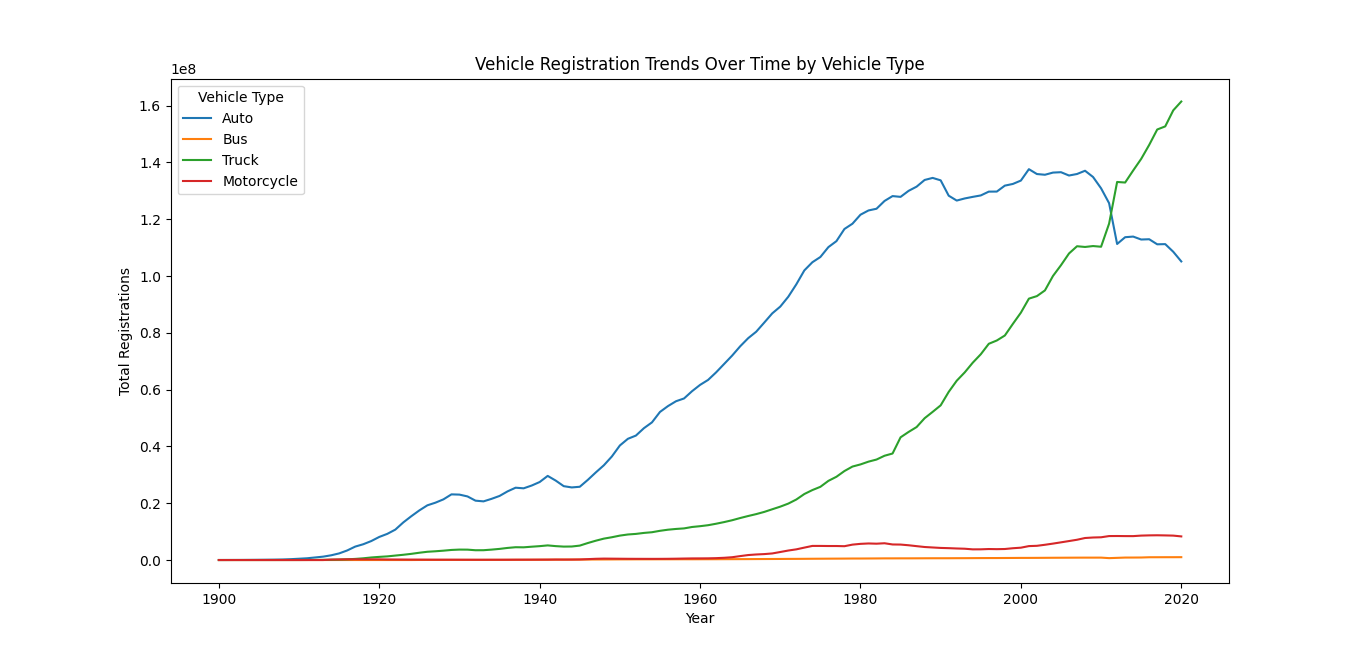 Vehicle Registration Trends Over Time by Vehicle Type
1e8
Vehicle Type
Auto
Bus
Truck
Motorcycle
1.6
1.4
1.2
1.0
0.8
0.6
0.4
0.2
0.0
Total Registrations
1900 1920 1940 1960 1980 2000 2020
Year